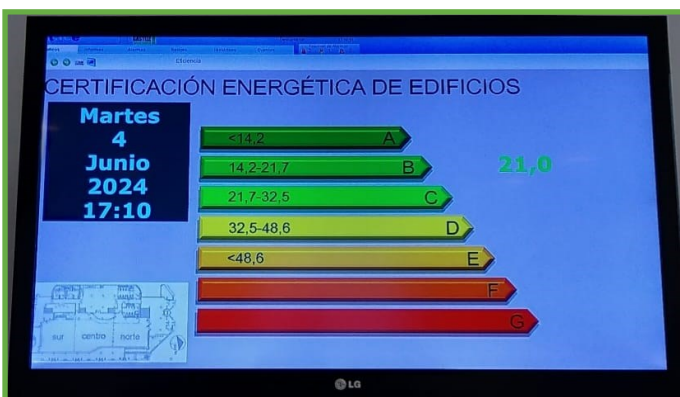 Eficiencia
CERTIFICACIÓN ENERGÉTICA DE EDIFICIOS
Martes
4
Junio
2024
17:10
<14,2 A
14,2-21,7 B
21,0
21,7-32,5 C
32,5-48,6 D
<48,6 E
F
G
sur centro norte
LG